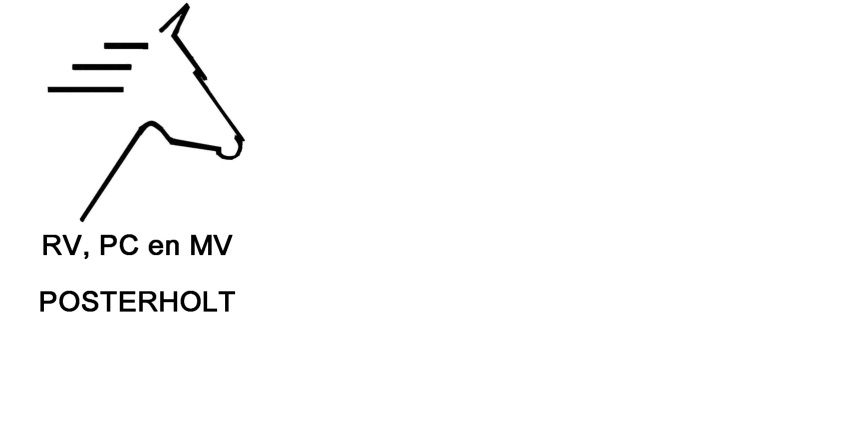 RV, PC en MV
POSTERHOLT